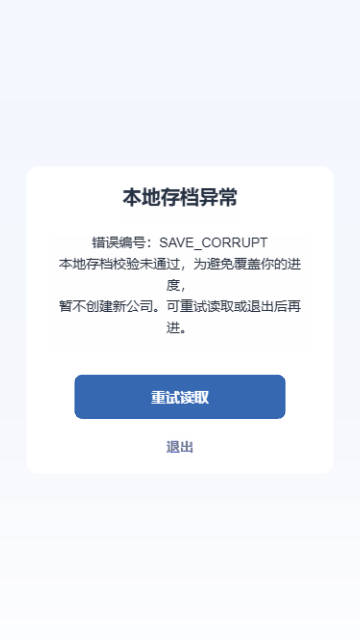 本地存档异常
错误编号：SAVE_CORRUPT
本地存档校验未通过，为避免覆盖你的进
度，
暂不创建新公司。可重试读取或退出后再
进。
重试读取
退出